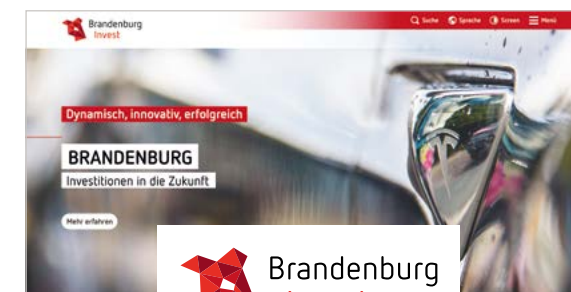 Brandenburg
Invest
Suche
Sprache
Screen
Menü
Dynamisch, innovativ, erfolgreich
BRANDENBURG
Investitionen in die Zukunft
Mehr erfahren
Brandenburg